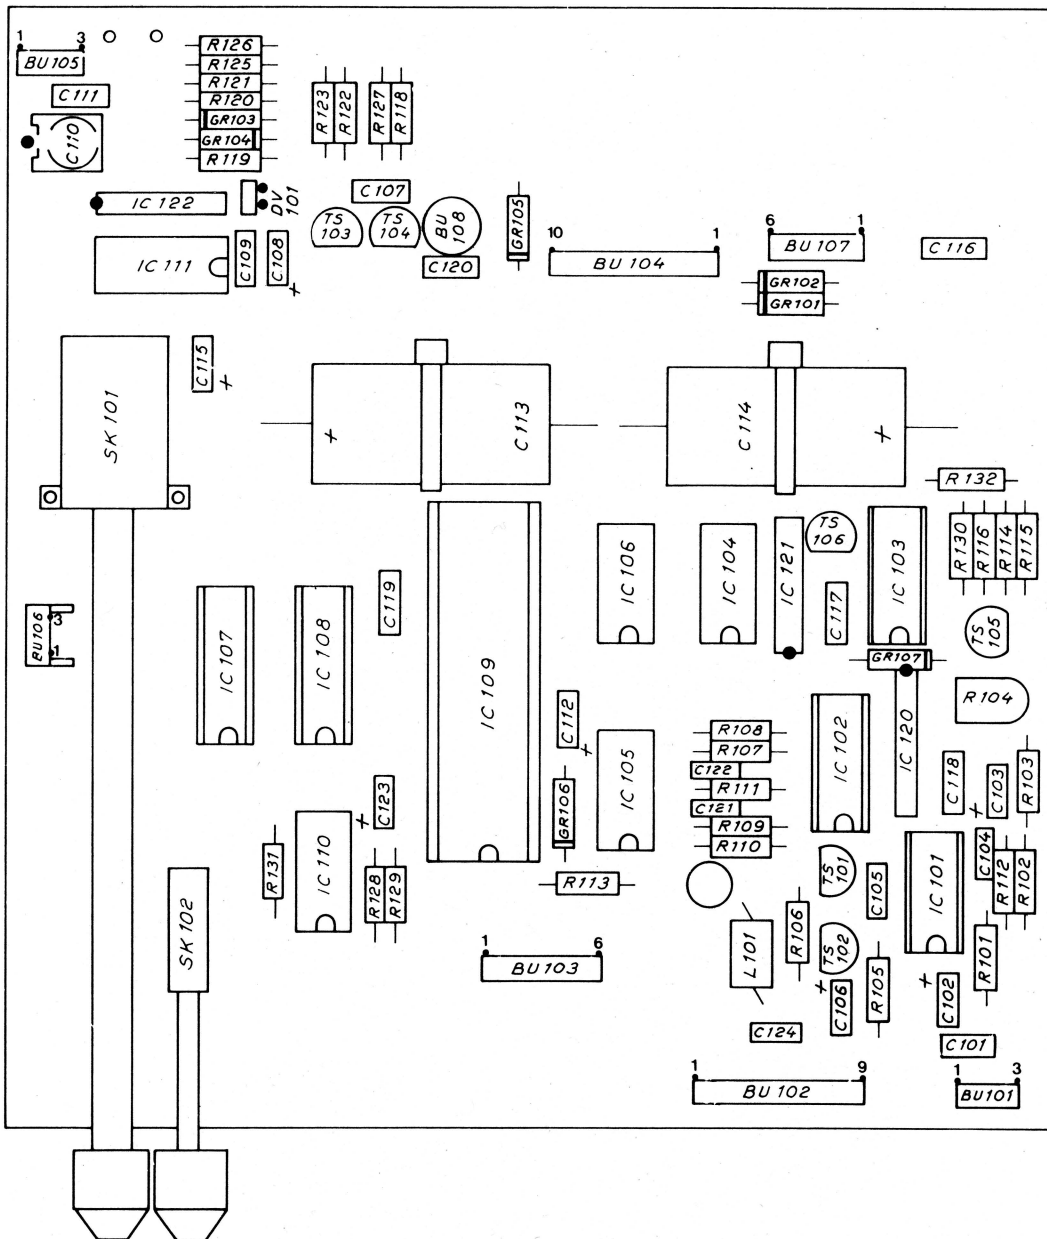 1 3
BU105
C111
C110
R126
R125
R121
R120
GR103
GR104
R119
R123
R122
R127
R118
IC 122
DV 101
C107
TS 103
TS 104
BU 108
GR105
C120
10 1
BU 104
6 1
BU 107
C 116
IC 111
C109
C108
+
GR102
GR101
SK 101
C115
+
+
C 113
C 114
+
R 132
R130
R116
R114
R115
IC 106
IC 104
IC 121
TS 106
IC 103
C117
TS 105
BU106
3
1
IC 107
IC 108
C119
IC 109
GR107
R104
C112
+
IC 105
R108
R107
C122
R111
C121
R109
R110
IC 102
IC 120
C118
C103
+
R103
C123
+
GR106
IC 110
R131
R128
R129
R113
TS 101
C105
IC 101
C104
R112
R102
SK 102
1 6
BU 103
L101
R106
TS 102
+
C106
R105
+
C102
R101
C124
C101
1 9
BU 102
1 3
BU101